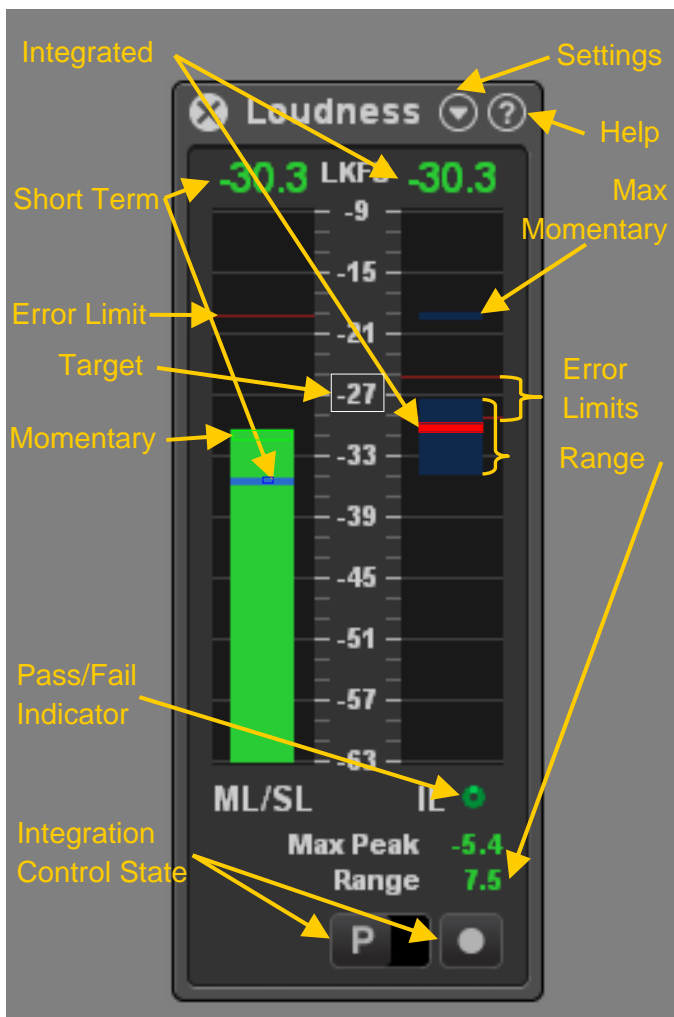 Integrated
Settings
Loudness
?
Help
-30.3 LKFS -30.3
Short Term
Max
Momentary
-9
-15
Error Limit
-21
Target
-27
Error
Limits
Momentary
-33
Range
-39
-45
-51
Pass/Fail
Indicator
-57
-63
ML/SL IL
Integration
Control State
Max Peak -5.4
Range 7.5
P